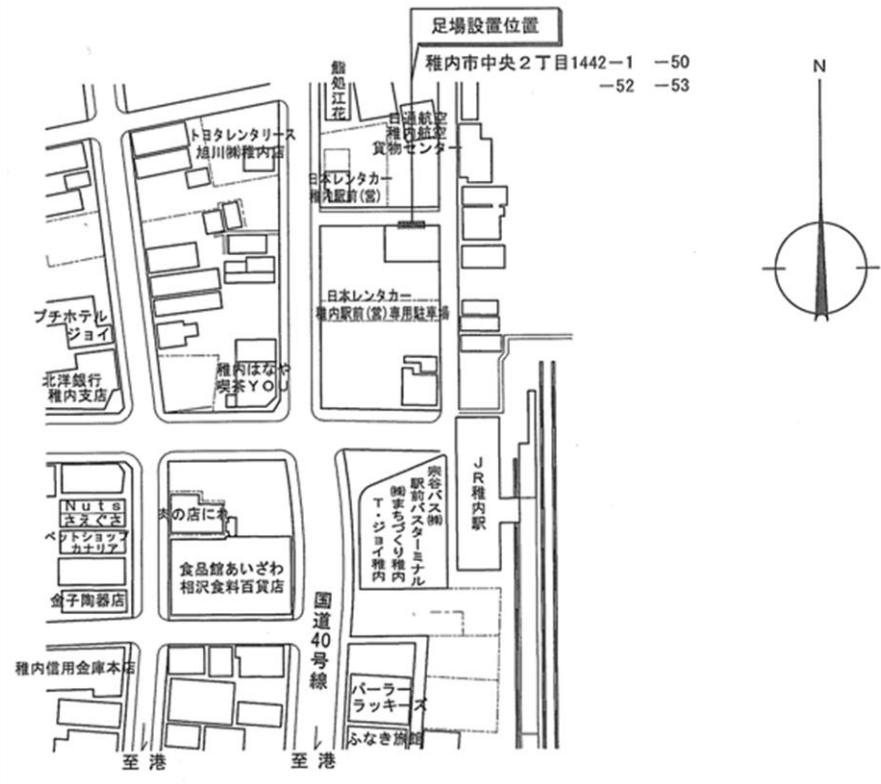 足場設置位置
稚内市中央2丁目1442-1 -50
-52 -53
N
鮨処江花
日通航空
稚内航空
貨物センター
トヨタレンタリース
旭川㈱稚内店
日本レンタカー
稚内駅前(営)
日本レンタカー
稚内駅前(営)専用駐車場
プチホテル
ジョイ
稚内はなや
喫茶YOU
北洋銀行
稚内支店
JR稚内駅
宗谷バス㈱
駅前バスターミナル
㈱まちづくり稚内
T・ジョイ稚内
Nuts
さえぐさ
ペットショップ
カナリア
肉の店にれ
食品館あいざわ
相沢食料百貨店
金子陶器店
国道40号線
稚内信用金庫本店
パーラー
ラッキーズ
ふなき旅館
至港
至港